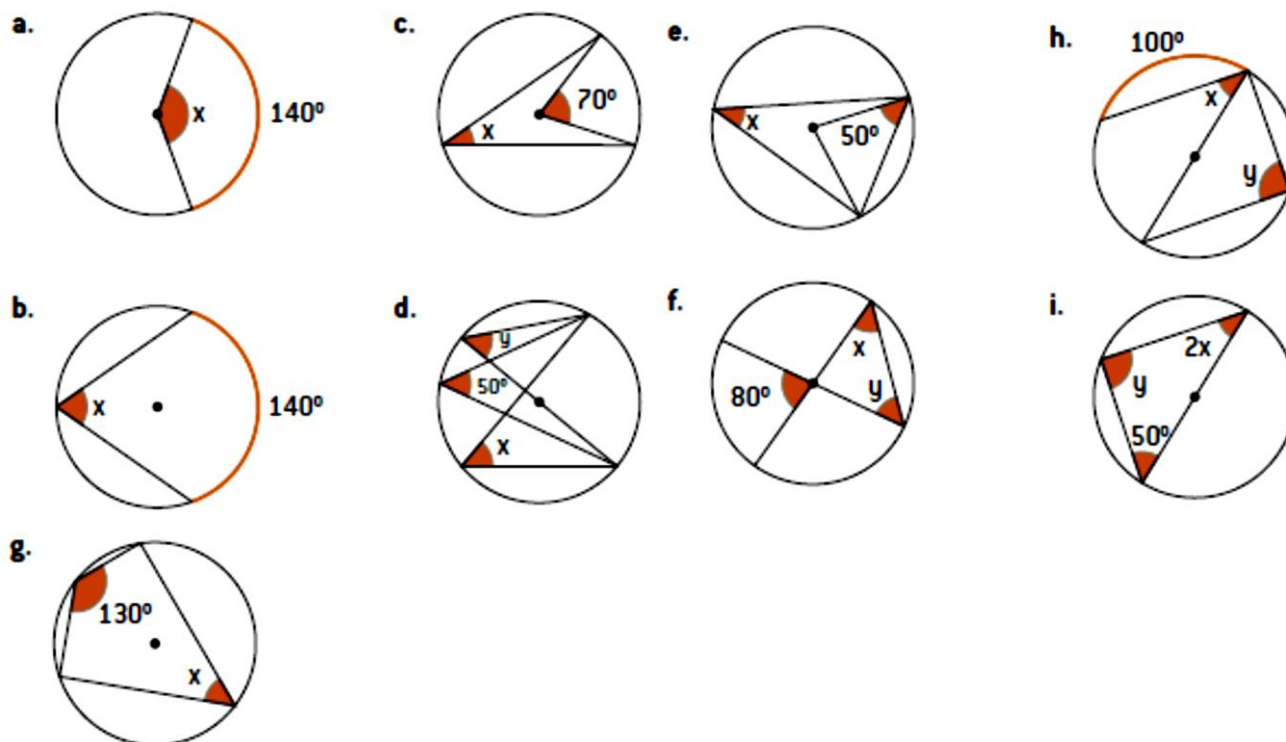 a.
x
140º
c.
x
70º
e.
x
50º
h.
100º
x
y
b.
x
140º
d.
y
50º
x
f.
80º
x
y
i.
2x
y
50º
g.
130º
x